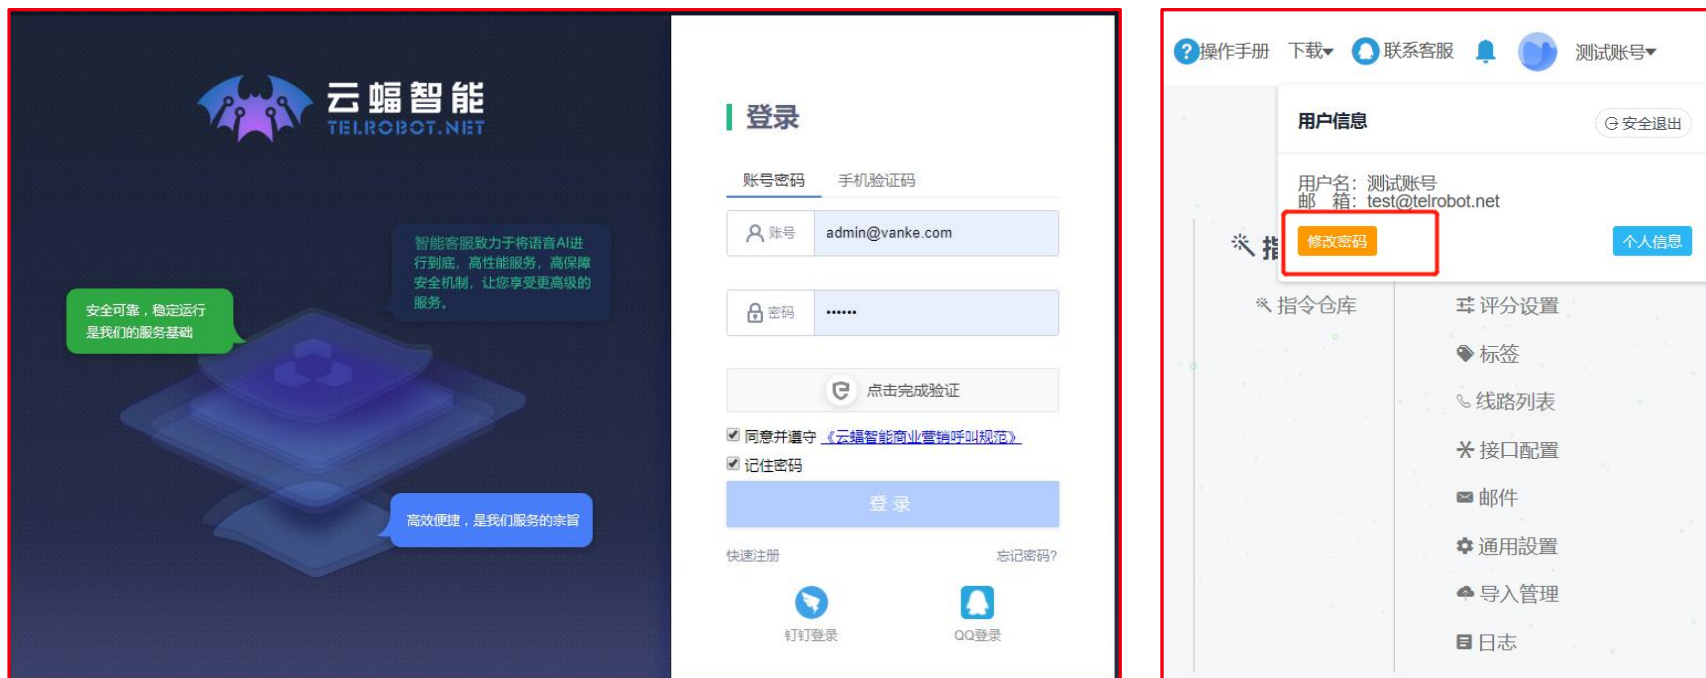 云蝠智能
TELROBOT.NET
智能客服致力于将语音AI进
行到底，高性能服务，高保障
安全机制，让您享受更高级的
服务。
安全可靠，稳定运行
是我们的服务基础
高效便捷，是我们服务的宗旨
登录
账号密码 手机验证码
账号 admin@vanke.com
密码 ••••••
点击完成验证
同意并遵守《云蝠智能商业营销呼叫规范》
记住密码
登 录
快速注册 忘记密码?
钉钉登录 QQ登录
操作手册 下载 联系客服 测试账号
用户信息 安全退出
用户名：测试账号
邮 箱：test@telrobot.net
修改密码 个人信息
指
指令仓库
评分设置
标签
线路列表
接口配置
邮件
通用設置
导入管理
日志